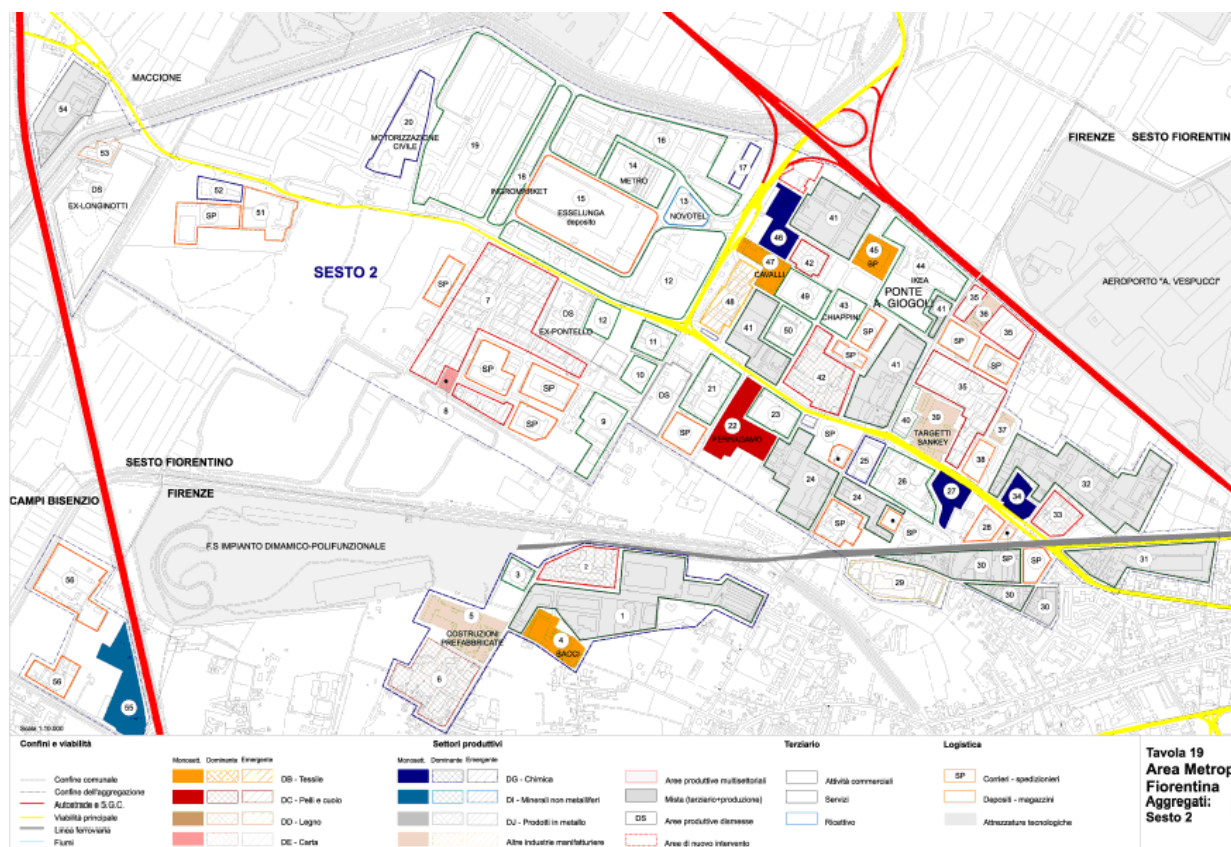 MACCIONE
54
53
DS
EX-LONGINOTTI
52
SP
51
20
MOTORIZZAZIONE
CIVILE
19
18
INGROMARKET
16
14
METRO
15
ESSELUNGA
deposito
13
NOVOTEL
17
12
FIRENZE
SESTO FIORENTIN
AEROPORTO "A. VESPUCCI"
SESTO 2
SP
7
DS
EX-PONTELLO
12
11
10
SP
SP
SP
8
9
DS
SP
21
41
46
45
SP
42
47
CAVALLI
44
IKEA
PONTE
A GIOGOLI
48
49
43
CHIAPPINI
50
41
SP
SP
42
41
41
35
36
35
SP
SP
35
22
FERRAGAMO
23
40
39
TARGETTI
SANKEY
37
38
SP
25
24
26
24
SP
SP
27
28
34
33
32
SP
SP
30
29
30
30
31
SESTO FIORENTINO
CAMPI BISENZIO
FIRENZE
F.S IMPIANTO DIMAMICO-POLIFUNZIONALE
3
2
1
5
COSTRUZIONI
PREFABBRICATE
4
BACCI
6
56
56
55
Scala 1:10.000
Confini e viabilità
Confine comunale
Confine dell'aggregazione
Autostrade e S.G.C.
Viabilità principale
Linea ferroviaria
Fiumi
Settori produttivi
Monosett. Dominante Emergente
DB - Tessile
DC - Pelli e cuoio
DD - Legno
DE - Carta
Monosett. Dominante Emergente
DG - Chimica
DI - Minerali non metalliferi
DJ - Prodotti in metallo
Altre industrie manifatturiere
Aree produttive multisettoriali
Mista (terziario+produzione)
DS Aree produttive dismesse
Aree di nuovo intervento
Terziario
Attività commerciali
Servizi
Ricettivo
Logistica
SP Corrieri - spedizionieri
Depositi - magazzini
Attrezzature tecnologiche
Tavola 19
Area Metrop
Fiorentina
Aggregati:
Sesto 2